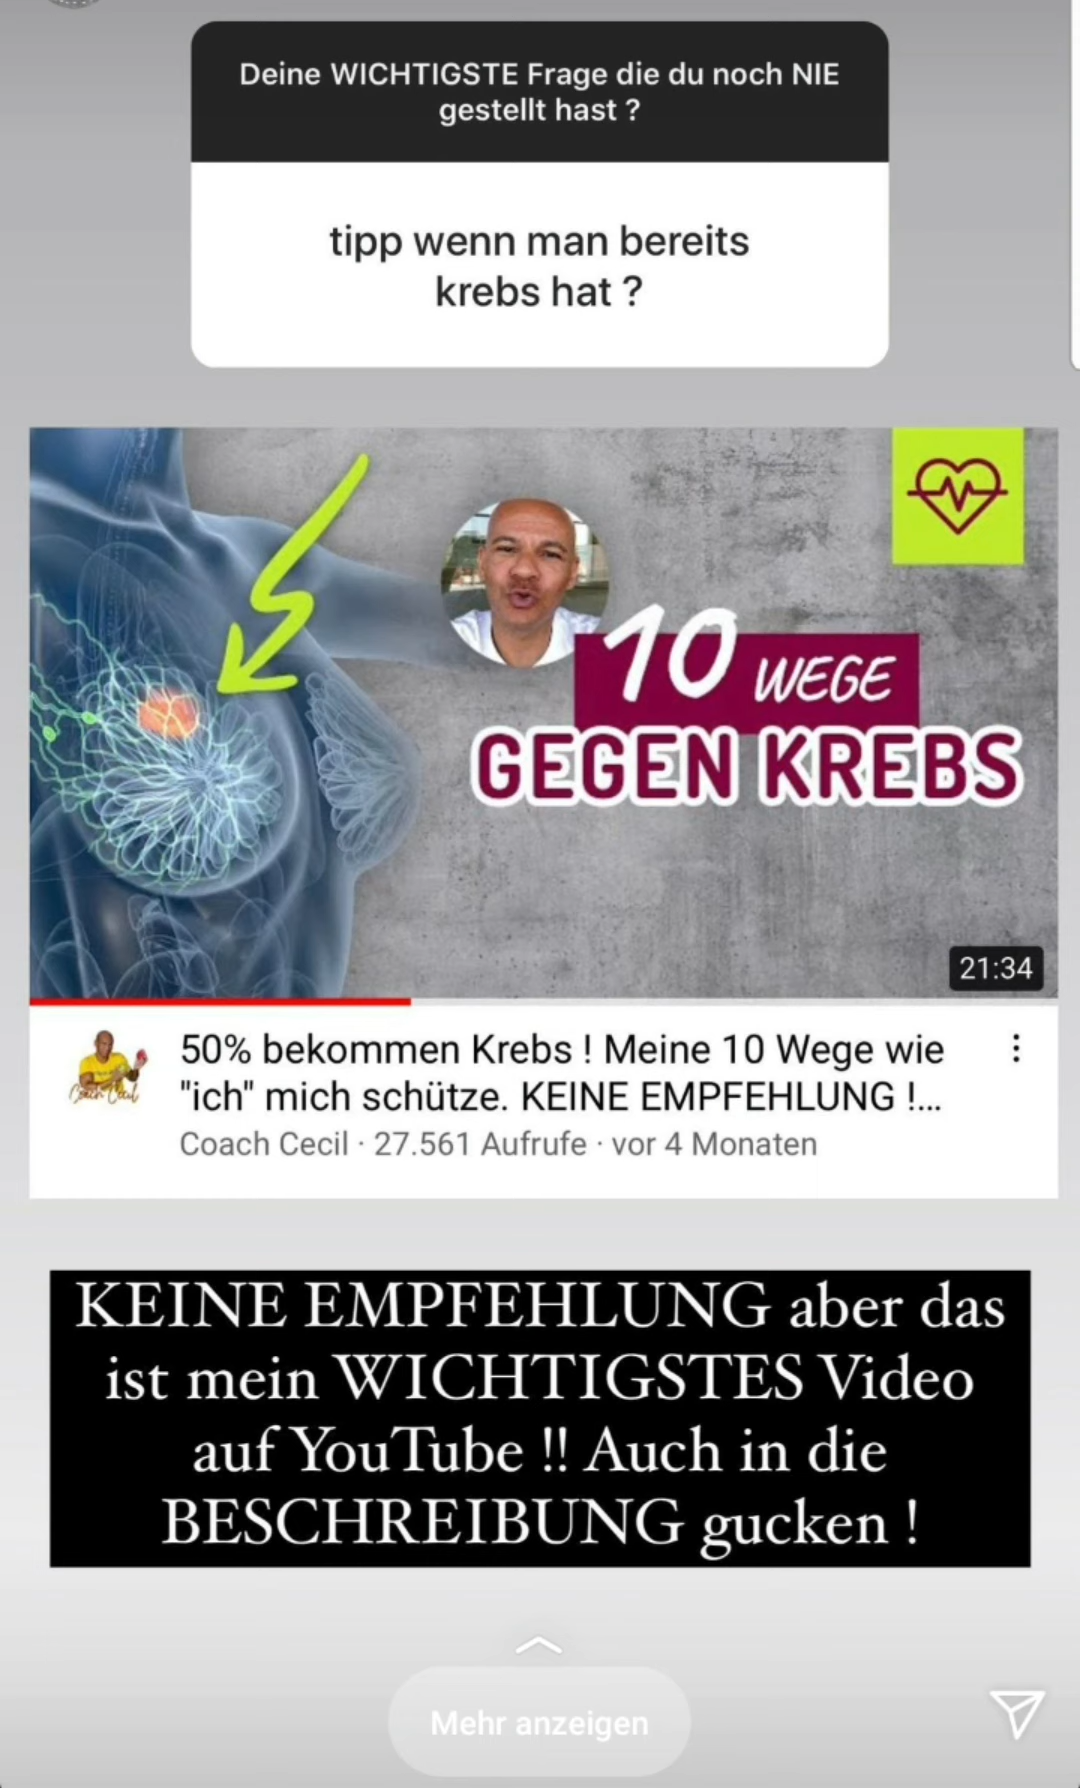 Deine WICHTIGSTE Frage die du noch NIE
gestellt hast ?
tipp wenn man bereits
krebs hat ?
10 WEGE
GEGEN KREBS
21:34
50% bekommen Krebs ! Meine 10 Wege wie
"ich" mich schütze. KEINE EMPFEHLUNG !...
Coach Cecil · 27.561 Aufrufe · vor 4 Monaten
Coach Cecil
KEINE EMPFEHLUNG aber das
ist mein WICHTIGSTES Video
auf YouTube !! Auch in die
BESCHREIBUNG gucken !
Mehr anzeigen